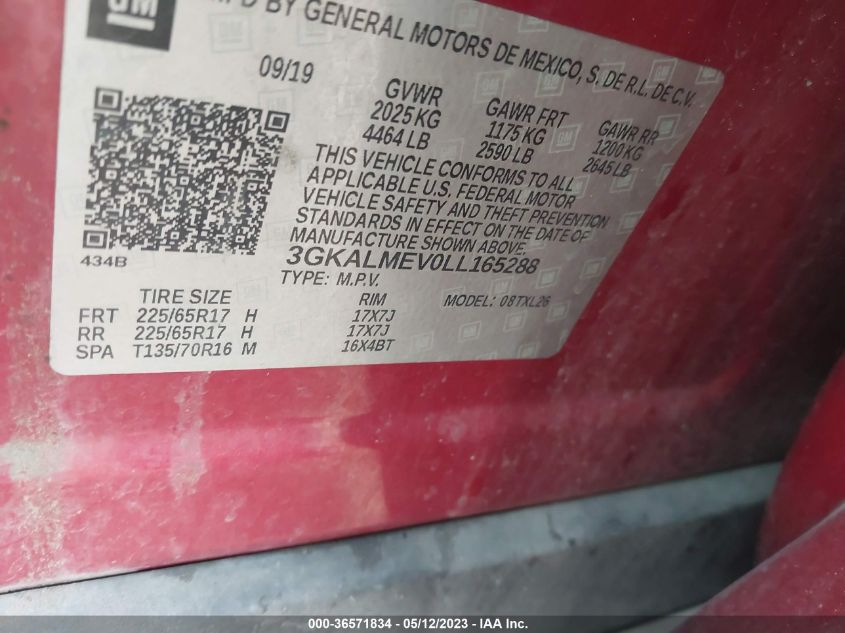 GM
MFD BY GENERAL MOTORS DE MEXICO, S. DE R.L. DE C.V.
09/19
GVWR GAWR FRT GAWR RR
2025 KG 1175 KG 1200 KG
4464 LB 2590 LB 2645 LB
THIS VEHICLE CONFORMS TO ALL
APPLICABLE U.S. FEDERAL MOTOR
VEHICLE SAFETY AND THEFT PREVENTION
STANDARDS IN EFFECT ON THE DATE OF
MANUFACTURE SHOWN ABOVE.
434B
3GKALMEV0LL165288
TYPE: M.P.V.
TIRE SIZE RIM MODEL: 08TXL26
FRT 225/65R17 H 17X7J
RR 225/65R17 H 17X7J
SPA T135/70R16 M 16X4BT
000-36571834 - 05/12/2023 - IAA Inc.